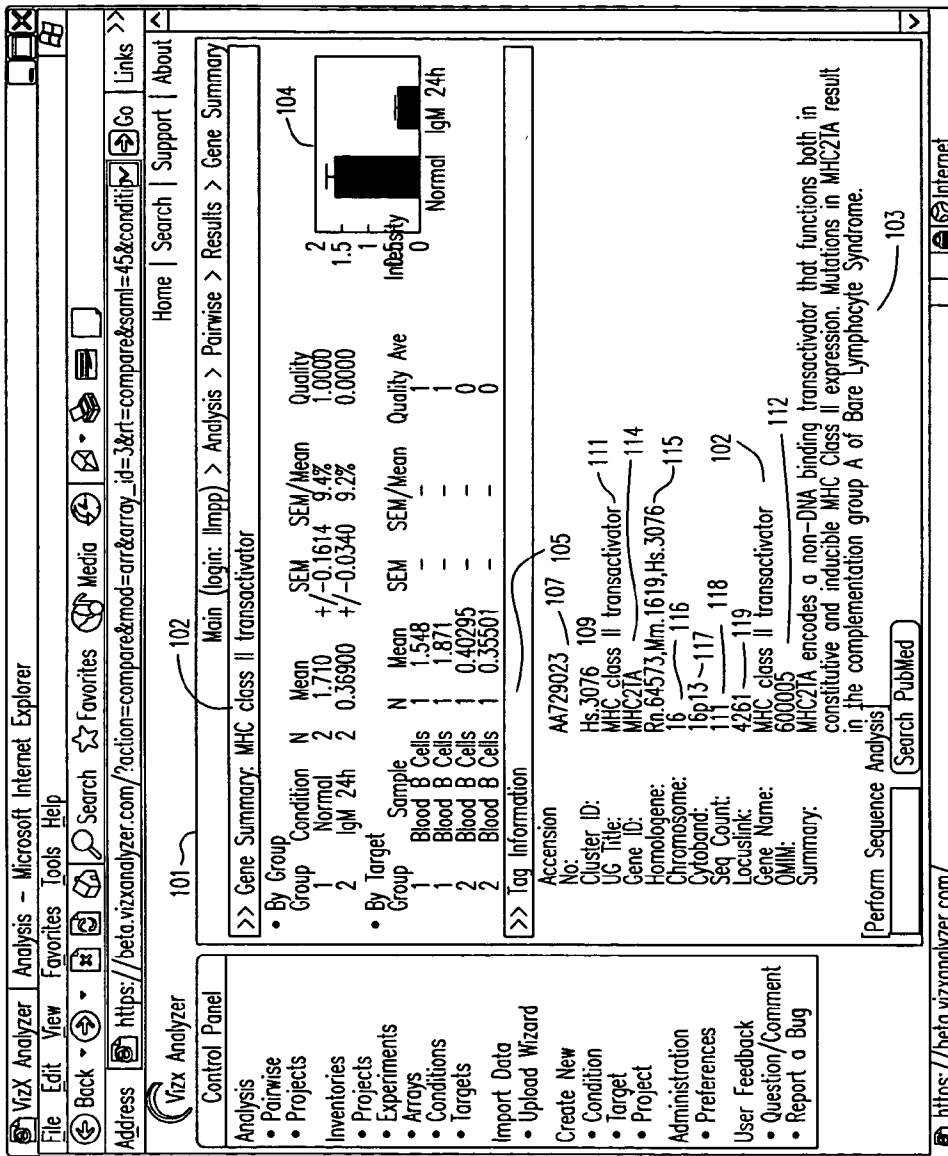 VizX Analyzer | Analysis – Microsoft Internet Explorer
File Edit View Favorites Tools Help
Back Search Favorites Media
Address https://beta.vizxanalyzer.com/?action=compare&mod=arr&array_id=3&rt=compare&saml=45&conditio Go Links >>
Vizx Analyzer
Home | Search | Support | About
Control Panel
Analysis
• Pairwise
• Projects
Inventories
• Projects
• Experiments
• Arrays
• Conditions
• Targets
Import Data
• Upload Wizard
Create New
• Condition
• Target
• Project
Administration
• Preferences
User Feedback
• Question/Comment
• Report a Bug
101
102
Main (login: llmpp) > Analysis > Pairwise > Results > Gene Summary
>> Gene Summary: MHC class II transactivator
• By Group
Group Condition N Mean SEM SEM/Mean Quality
1 Normal 2 1.710 +/-0.1614 9.4% 1.0000
2 IgM 24h 2 0.36900 +/-0.0340 9.2% 0.0000
• By Target
Group Sample N Mean SEM SEM/Mean Quality Ave
1 Blood B Cells 1 1.548 – – 1
1 Blood B Cells 1 1.871 – – 1
2 Blood B Cells 1 0.40295 – – 0
2 Blood B Cells 1 0.35501 – – 0
104
2
1.5
1
0.5
0
Intensity
Normal IgM 24h
>> Tag Information
105
Accension
No: AA729023 107
Cluster ID: Hs.3076 109
UG Title: MHC class II transactivator 111
Gene ID: MHC2TA 114
Homologene: Rn.64573,Mm.1619,Hs.3076 115
Chromosome: 16 116
Cytoband: 16p13 117
Seq Count: 111 118
Locuslink: 4261 119
Gene Name: MHC class II transactivator 102
OMIM: 600005 112
Summary: MHC2TA encodes a non–DNA binding transactivator that functions both in
constitutive and inducible MHC Class II expression. Mutations in MHC2TA result
in the complementation group A of Bare Lymphocyte Syndrome.
103
Perform Sequence Analysis
Search PubMed
https://beta.vizxanalyzer.com/
Internet